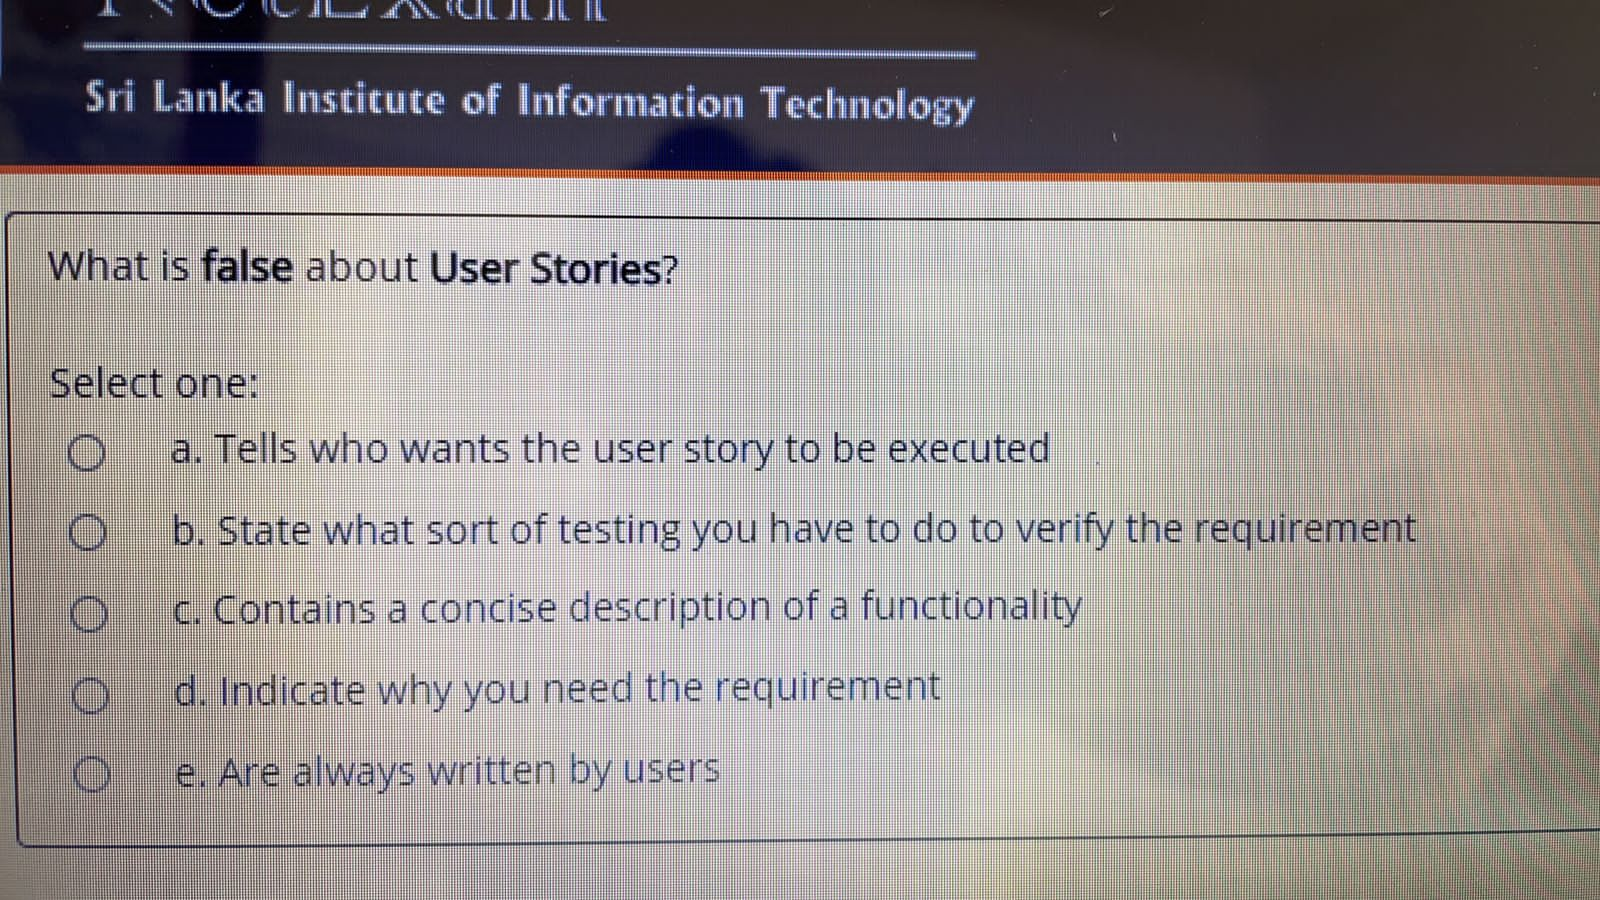 Sri Lanka Institute of Information Technology
What is false about User Stories?
Select one:
a. Tells who wants the user story to be executed
b. State what sort of testing you have to do to verify the requirement
c. Contains a concise description of a functionality
d. Indicate why you need the requirement
e. Are always written by users